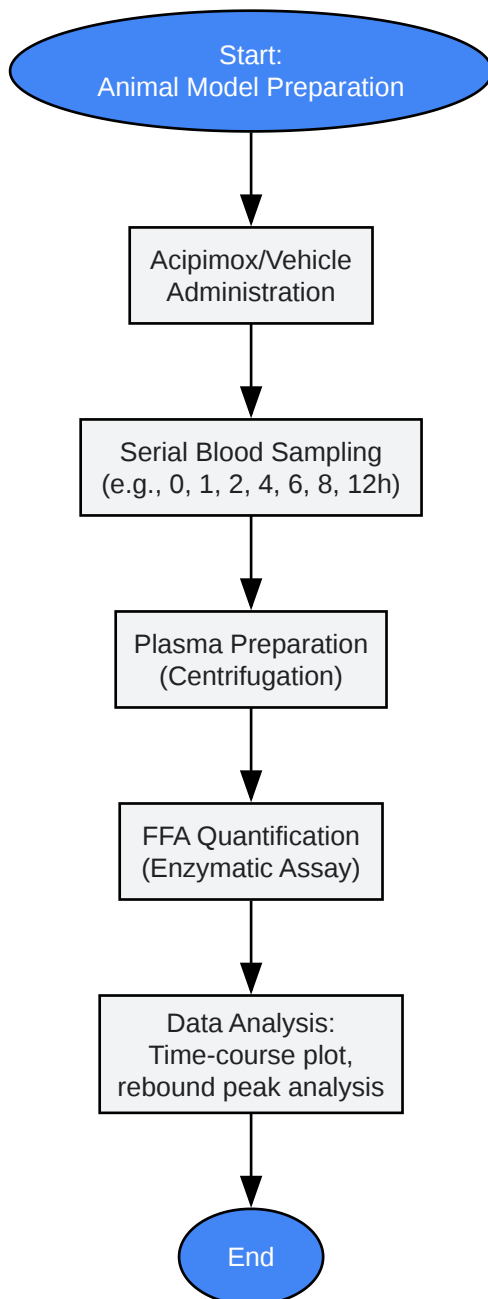 Start:
Animal Model Preparation
Acipimox/Vehicle
Administration
Serial Blood Sampling
(e.g., 0, 1, 2, 4, 6, 8, 12h)
Plasma Preparation
(Centrifugation)
FFA Quantification
(Enzymatic Assay)
Data Analysis:
Time-course plot,
rebound peak analysis
End